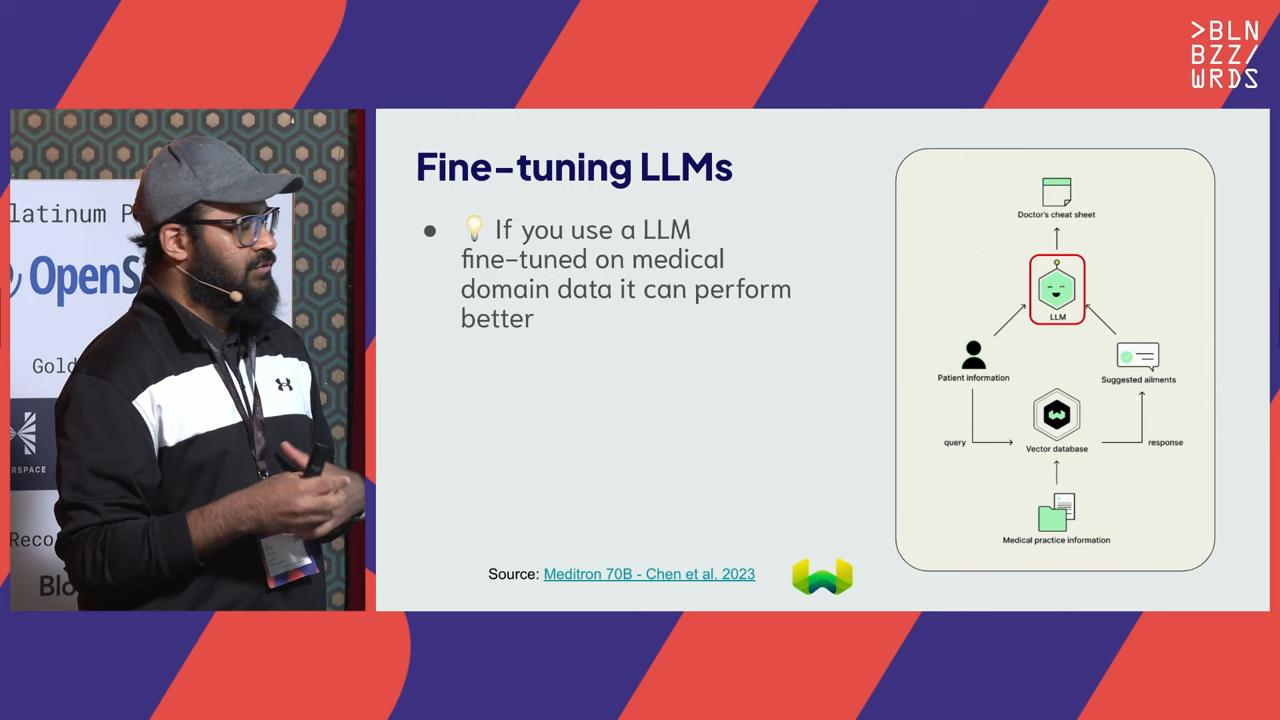 >BLN
BZZ/
WRDS
latinum P
OpenS
Gold
RSPACE
Reco
Blo
Fine-tuning LLMs
● 💡 If you use a LLM
fine-tuned on medical
domain data it can perform
better
Source: Meditron 70B - Chen et al. 2023
Doctor's cheat sheet
LLM
Patient information
Suggested ailments
query
Vector database
response
Medical practice information